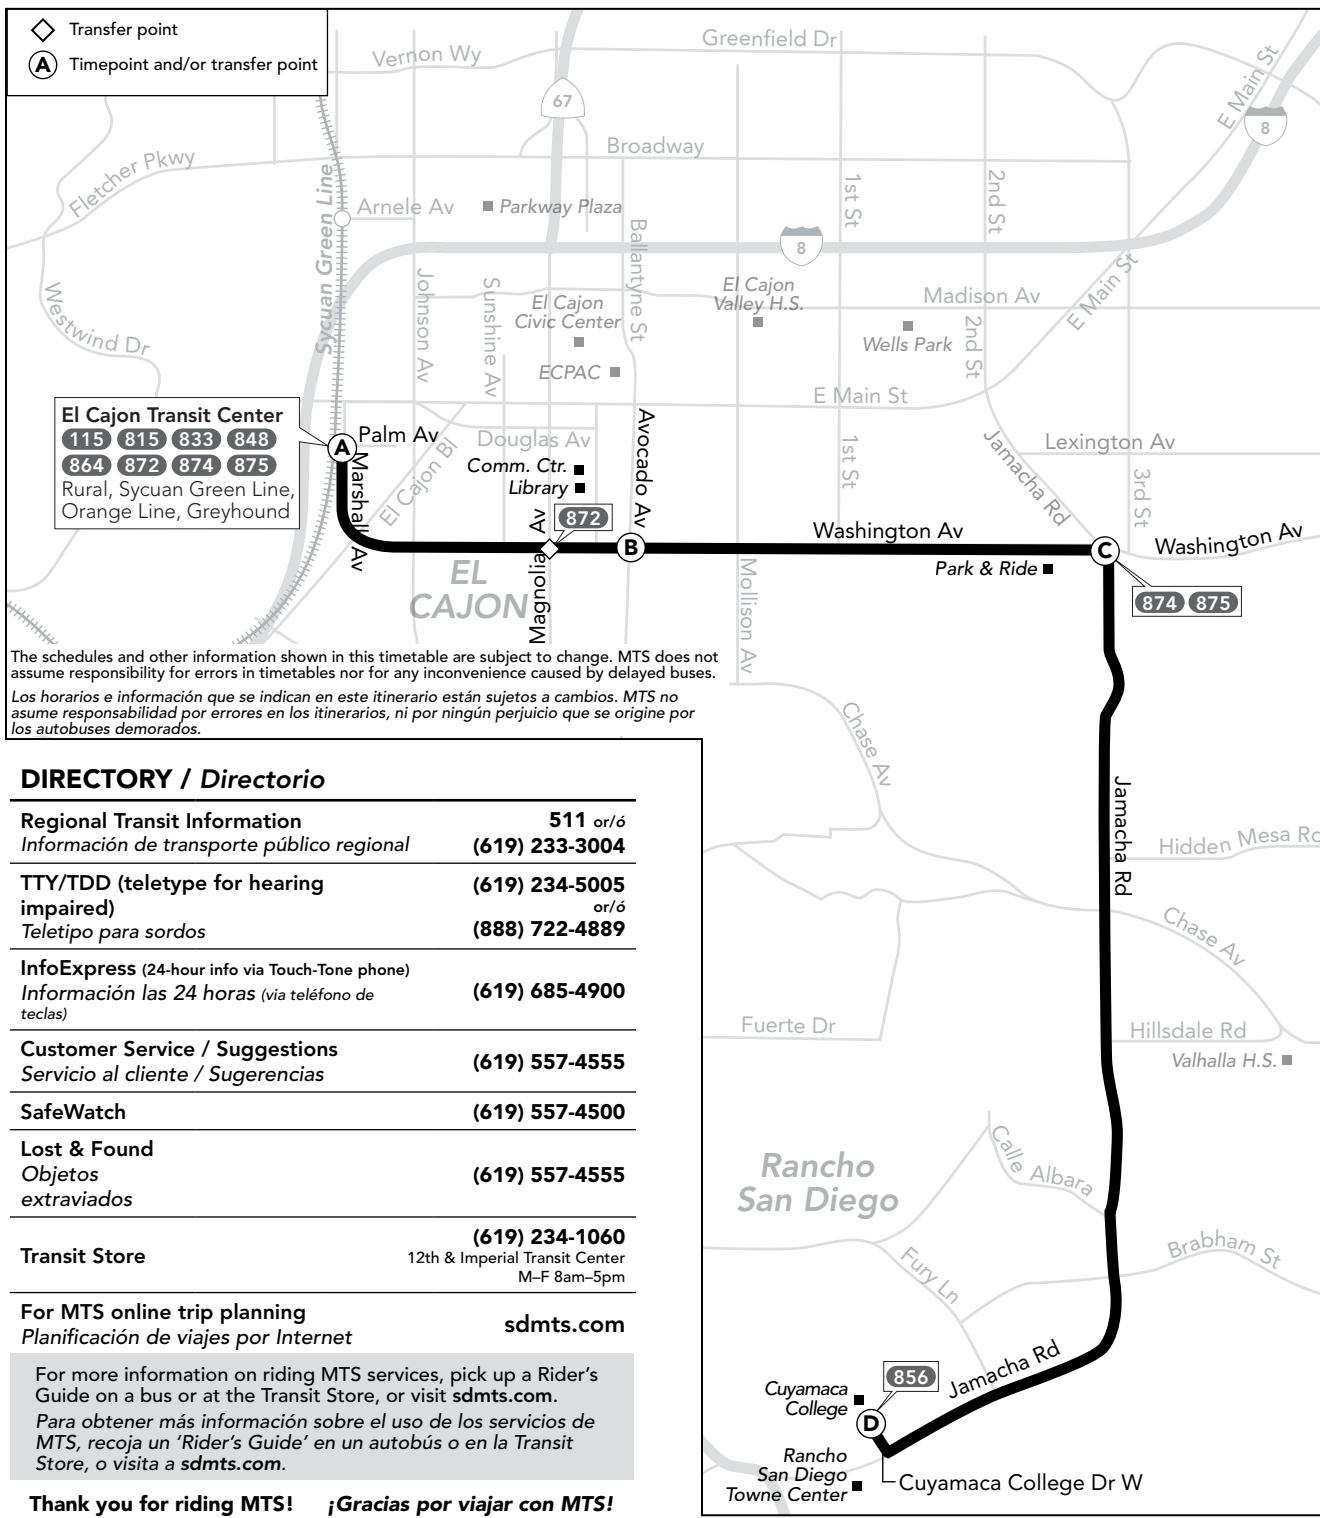 Transfer point
A Timepoint and/or transfer point
Vernon Wy
Greenfield Dr
67
E Main St
8
Broadway
Fletcher Pkwy
Sycuan Green Line
Arnele Av
Parkway Plaza
1st St
2nd St
8
Ballantyne St
Westwind Dr
Johnson Av
Sunshine Av
El Cajon
Civic Center
El Cajon
Valley H.S.
Madison Av
E Main St
Wells Park
2nd St
ECPAC
E Main St
El Cajon Transit Center
115 815 833 848
864 872 874 875
Rural, Sycuan Green Line,
Orange Line, Greyhound
A
Palm Av
Marshall Av
El Cajon Bl
Douglas Av
Comm. Ctr.
Library
Avocado Av
1st St
Jamacha Rd
Lexington Av
3rd St
872
Magnolia Av
B
Washington Av
C
Washington Av
Park & Ride
874 875
EL
CAJON
Mollison Av
The schedules and other information shown in this timetable are subject to change. MTS does not
assume responsibility for errors in timetables nor for any inconvenience caused by delayed buses.
Los horarios e información que se indican en este itinerario están sujetos a cambios. MTS no
asume responsabilidad por errores en los itinerarios, ni por ningún perjuicio que se origine por
los autobuses demorados.
Chase Av
Jamacha Rd
Hidden Mesa Rd
Chase Av
Fuerte Dr
Hillsdale Rd
Valhalla H.S.
Calle Albara
Rancho
San Diego
Brabham St
Fury Ln
Jamacha Rd
856
Cuyamaca
College
D
Rancho
San Diego
Towne Center
Cuyamaca College Dr W
DIRECTORY / Directorio
Regional Transit Information
Información de transporte público regional
511 or/ó
(619) 233-3004
TTY/TDD (teletype for hearing
impaired)
Teletipo para sordos
(619) 234-5005
or/ó
(888) 722-4889
InfoExpress (24-hour info via Touch-Tone phone)
Información las 24 horas (via teléfono de
teclas)
(619) 685-4900
Customer Service / Suggestions
Servicio al cliente / Sugerencias
(619) 557-4555
SafeWatch
(619) 557-4500
Lost & Found
Objetos
extraviados
(619) 557-4555
Transit Store
(619) 234-1060
12th & Imperial Transit Center
M–F 8am–5pm
For MTS online trip planning
Planificación de viajes por Internet
sdmts.com
For more information on riding MTS services, pick up a Rider's
Guide on a bus or at the Transit Store, or visit sdmts.com.
Para obtener más información sobre el uso de los servicios de
MTS, recoja un 'Rider's Guide' en un autobús o en la Transit
Store, o visita a sdmts.com.
Thank you for riding MTS! ¡Gracias por viajar con MTS!